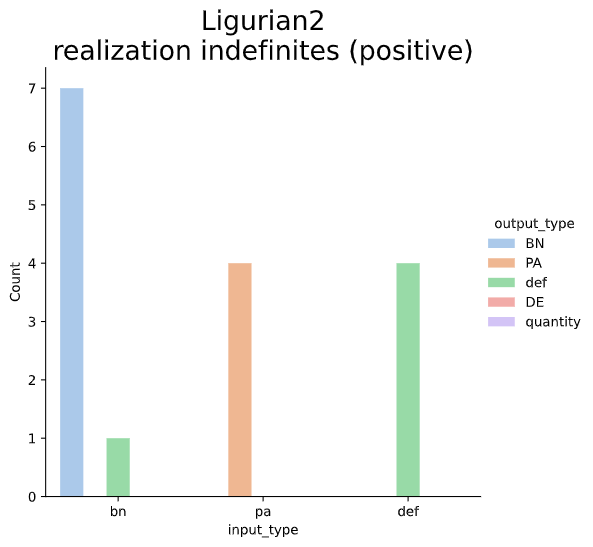 Ligurian2
realization indefinites (positive)
7
6
5
4
3
2
1
0
Count
bn
pa
def
input_type
output_type
BN
PA
def
DE
quantity